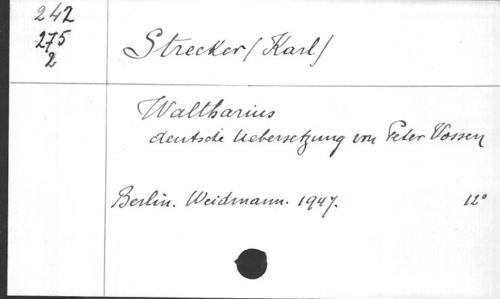 242
275
2
Strecker (Karl)
Waltharius
deutsche Uebersetzung von Peter Vossen
Berlin. Weidmann. 1947. 12°